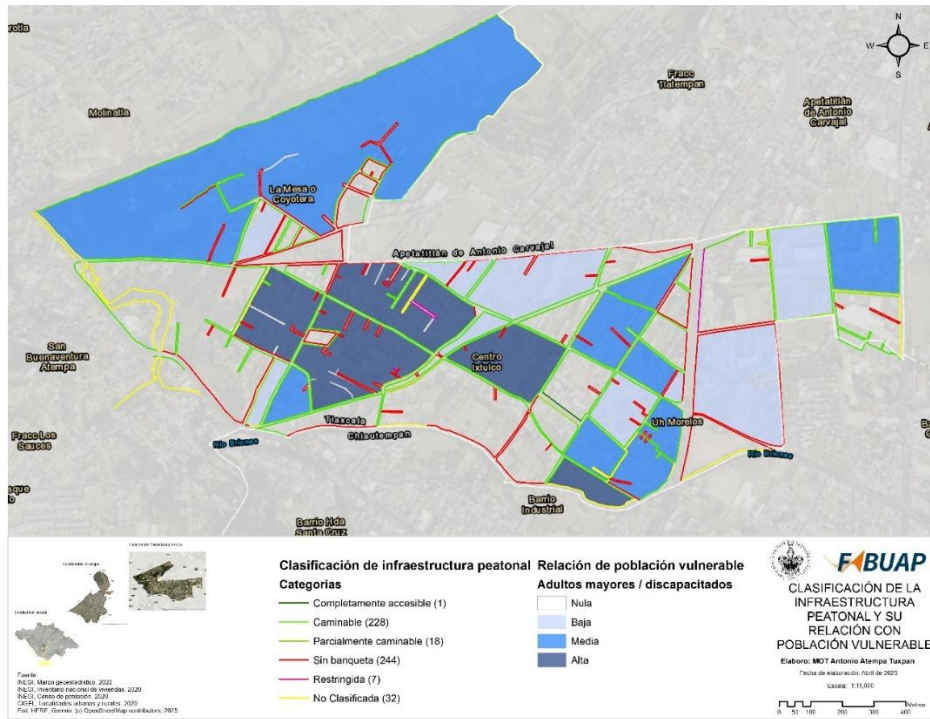 N
W E
S
Molinatla
Fracc
Tlatempan
Apetatitlán
de Antonio
Carvajal
La Mesa o
Coyotera
Apetatitlán de Antonio Carvajal
San
Buenaventura
Atempa
Centro
Ixtulco
Tlaxcala
Chiautempan
Uh Morelos
Fracc Los
Sauces
Barrio
Industrial
Barrio Hda
Santa Cruz
Clasificación de infraestructura peatonal
Categorias
Completamente accesible (1)
Caminable (228)
Parcialmente caminable (18)
Sin banqueta (244)
Restringida (7)
No Clasificada (32)
Relación de población vulnerable
Adultos mayores / discapacitados
Nula
Baja
Media
Alta
FABUAP
CLASIFICACIÓN DE LA
INFRAESTRUCTURA
PEATONAL Y SU
RELACIÓN CON
POBLACIÓN VULNERABLE
Elaboro: MOT Antonio Atempa Tuxpan
Fecha de elaboración: Abril de 2025
Escala: 1:11,000
Metros
0 50 100 200 300 400
Fuente:
INEGI, Marco geoestadístico, 2022
INEGI, Inventario nacional de viviendas, 2020
INEGI, Censo de población, 2020